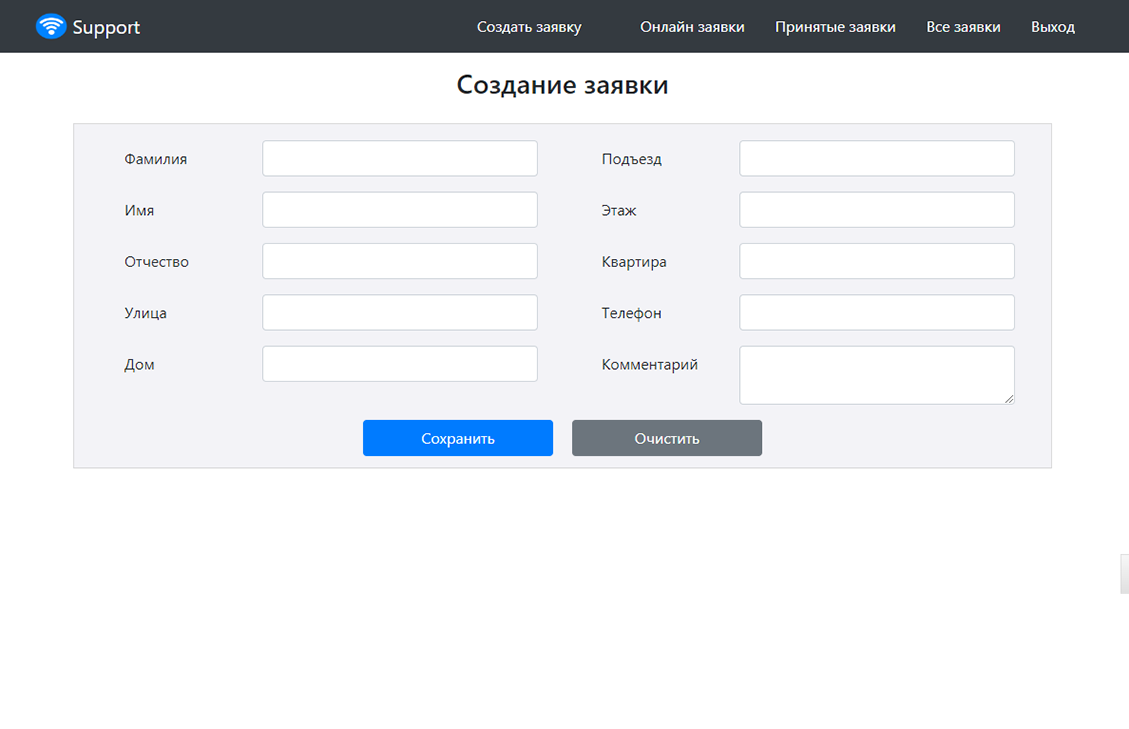 Support
Создать заявку
Онлайн заявки
Принятые заявки
Все заявки
Выход
Создание заявки
Фамилия
Имя
Отчество
Улица
Дом
Подъезд
Этаж
Квартира
Телефон
Комментарий
Сохранить
Очистить